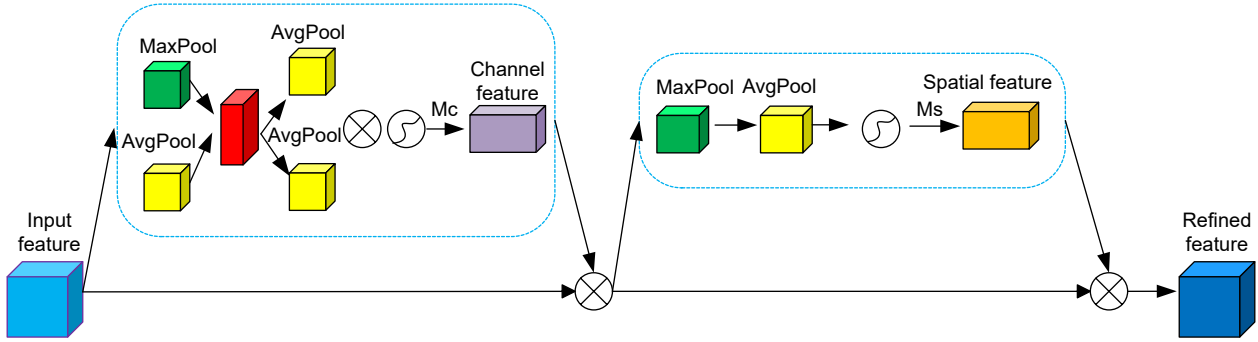 Input
feature
MaxPool
AvgPool
AvgPool
AvgPool
Mc
Channel
feature
MaxPool
AvgPool
Ms
Spatial feature
Refined
feature